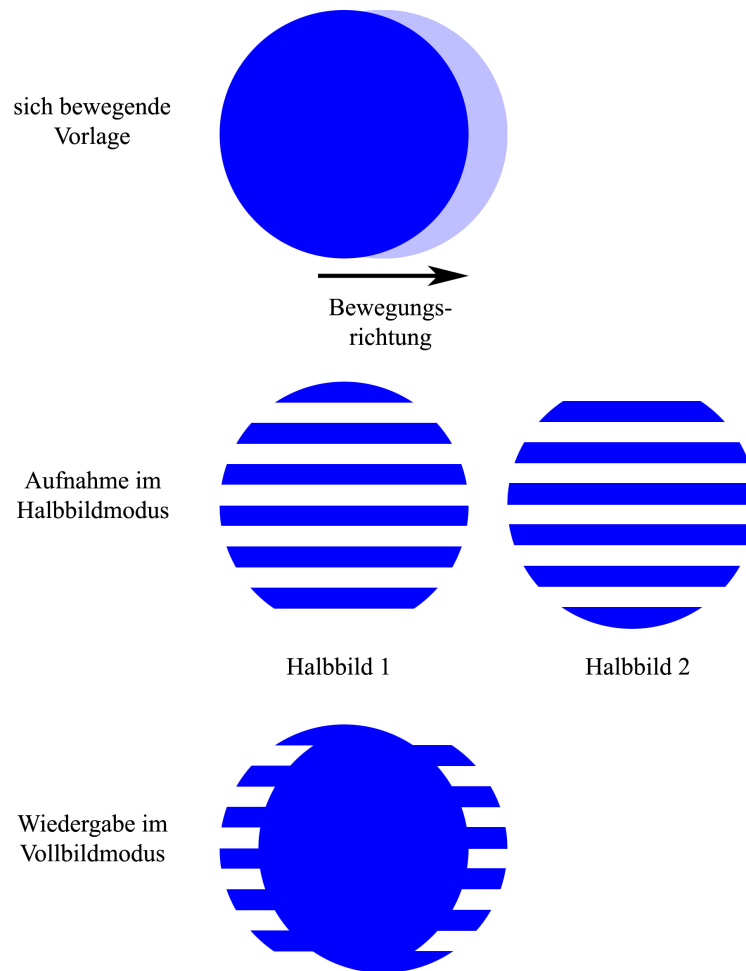 sich bewegende
Vorlage
Bewegungs-
richtung
Aufnahme im
Halbbildmodus
Halbbild 1
Halbbild 2
Wiedergabe im
Vollbildmodus